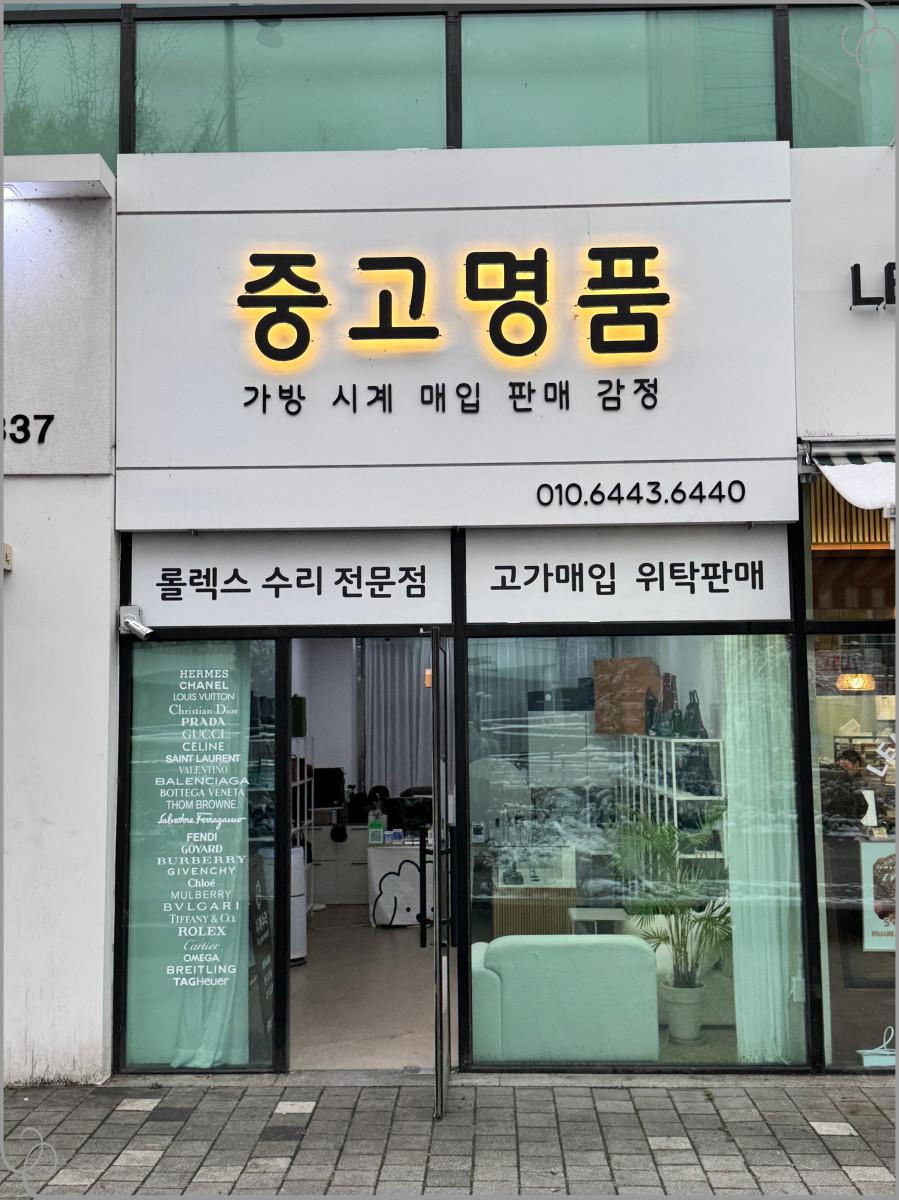 중고명품
가방 시계 매입 판매 감정
337
010.6443.6440
롤렉스 수리 전문점
고가매입 위탁판매
HERMES
CHANEL
LOUIS VUITTON
Christian Dior
PRADA
GUCCI
CELINE
SAINT LAURENT
VALENTINO
BALENCIAGA
BOTTEGA VENETA
THOM BROWNE.
Salvatore Ferragamo
FENDI
GOYARD
BURBERRY
GIVENCHY
Chloé
MULBERRY
BVLGARI
TIFFANY & CO.
ROLEX
Cartier
OMEGA
BREITLING
TAGHeuer